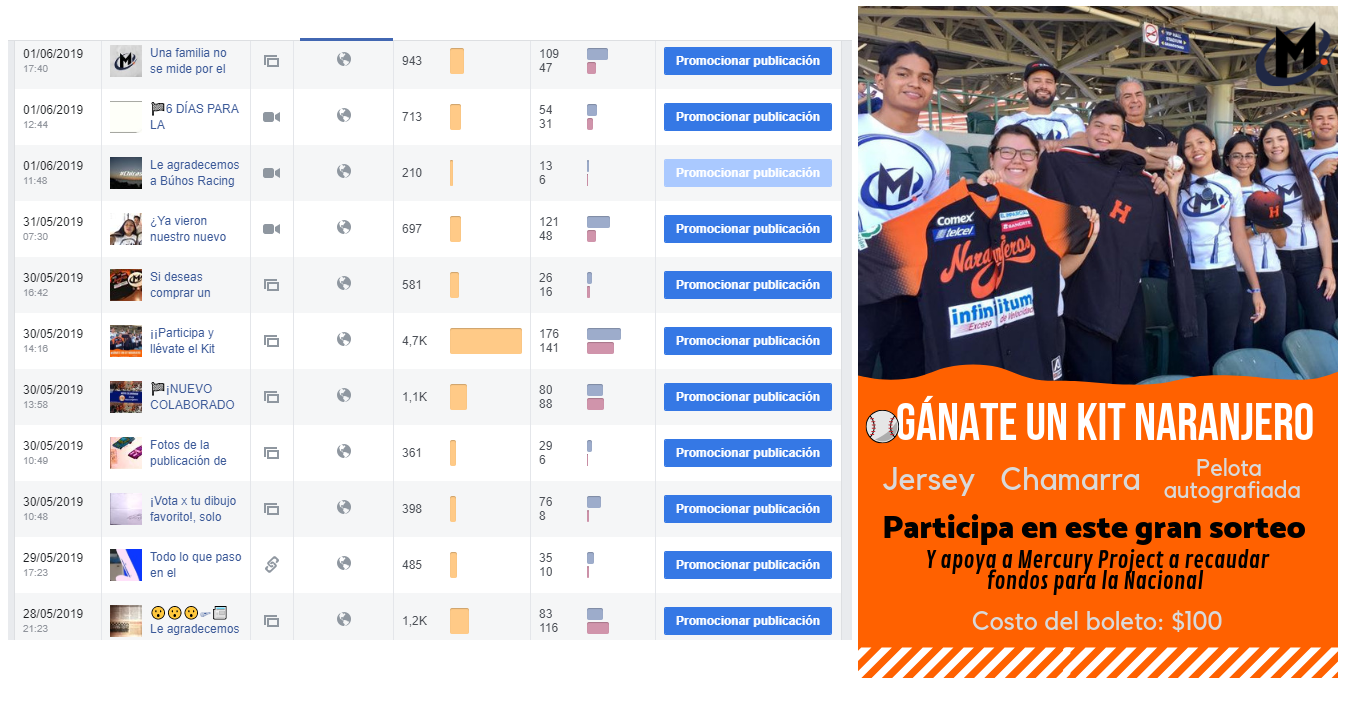 01/06/2019
17:40
Una familia no
se mide por el
943
109
47
Promocionar publicación
01/06/2019
12:44
🏁6 DÍAS PARA
LA
713
54
31
Promocionar publicación
01/06/2019
11:48
Le agradecemos
a Búhos Racing
210
13
6
Promocionar publicación
31/05/2019
07:30
¿Ya vieron
nuestro nuevo
697
121
48
Promocionar publicación
30/05/2019
16:42
Si deseas
comprar un
581
26
16
Promocionar publicación
30/05/2019
14:16
¡¡Participa y
llévate el Kit
4,7K
176
141
Promocionar publicación
30/05/2019
13:58
🏁¡NUEVO
COLABORADO
1,1K
80
88
Promocionar publicación
30/05/2019
10:49
Fotos de la
publicación de
361
29
6
Promocionar publicación
30/05/2019
10:48
¡Vota x tu dibujo
favorito!, solo
398
76
8
Promocionar publicación
29/05/2019
17:23
Todo lo que paso
en el
485
35
10
Promocionar publicación
28/05/2019
21:23
Le agradecemos
1,2K
83
116
Promocionar publicación
M
VIP HALL
STADIUM
M
H
Comex
telcel
BANREGIO
Naranjeros
infinitum
Exceso de Velocidad
GÁNATE UN KIT NARANJERO
Jersey Chamarra Pelota
autografiada
Participa en este gran sorteo
Y apoya a Mercury Project a recaudar
fondos para la Nacional
Costo del boleto: $100